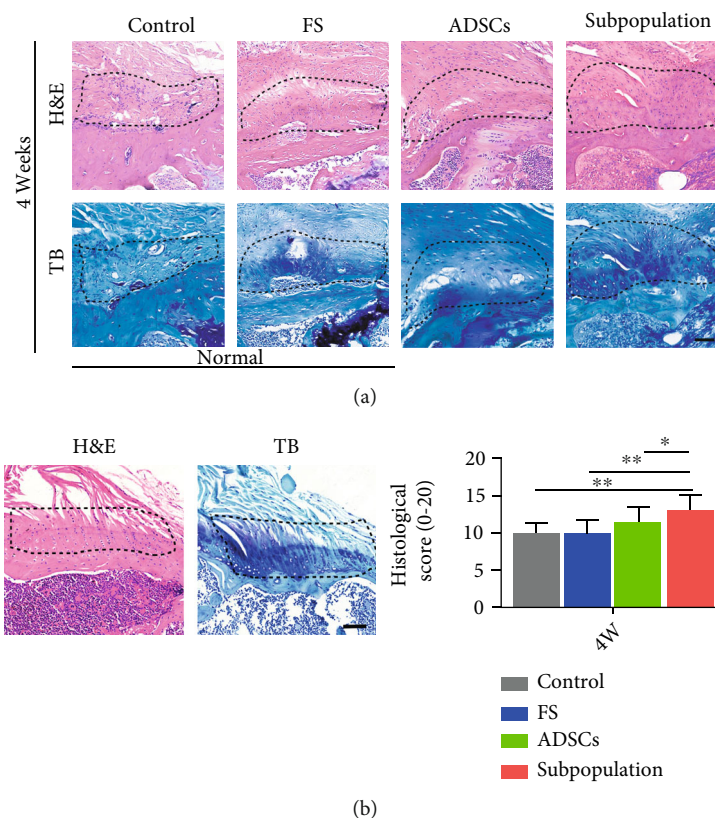 Control FS ADSCs Subpopulation
4 Weeks
H&E
TB
Normal
(a)
H&E TB
Histological
score (0-20)
20
15
10
5
0
*
**
**
4W
Control
FS
ADSCs
Subpopulation
(b)